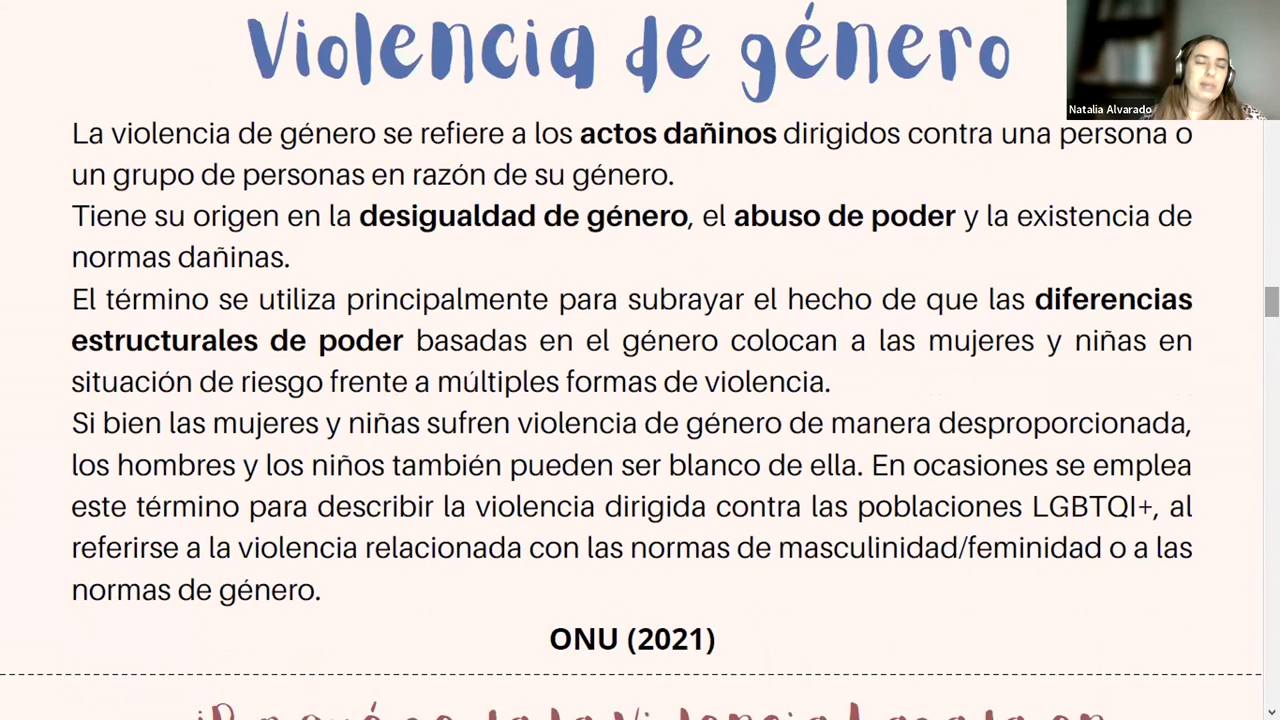 Violencia de género
Natalia Alvarado
La violencia de género se refiere a los actos dañinos dirigidos contra una persona o
un grupo de personas en razón de su género.
Tiene su origen en la desigualdad de género, el abuso de poder y la existencia de
normas dañinas.
El término se utiliza principalmente para subrayar el hecho de que las diferencias
estructurales de poder basadas en el género colocan a las mujeres y niñas en
situación de riesgo frente a múltiples formas de violencia.
Si bien las mujeres y niñas sufren violencia de género de manera desproporcionada,
los hombres y los niños también pueden ser blanco de ella. En ocasiones se emplea
este término para describir la violencia dirigida contra las poblaciones LGBTQI+, al
referirse a la violencia relacionada con las normas de masculinidad/feminidad o a las
normas de género.
ONU (2021)